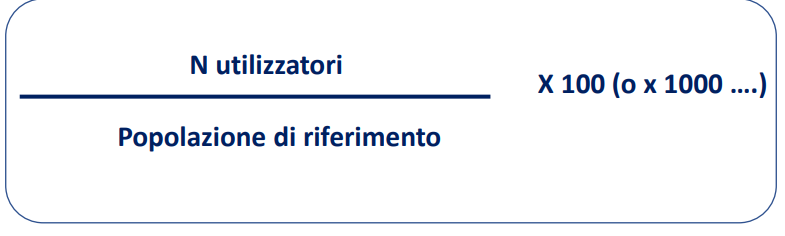 N utilizzatori
X 100 (o x 1000 ....)
Popolazione di riferimento